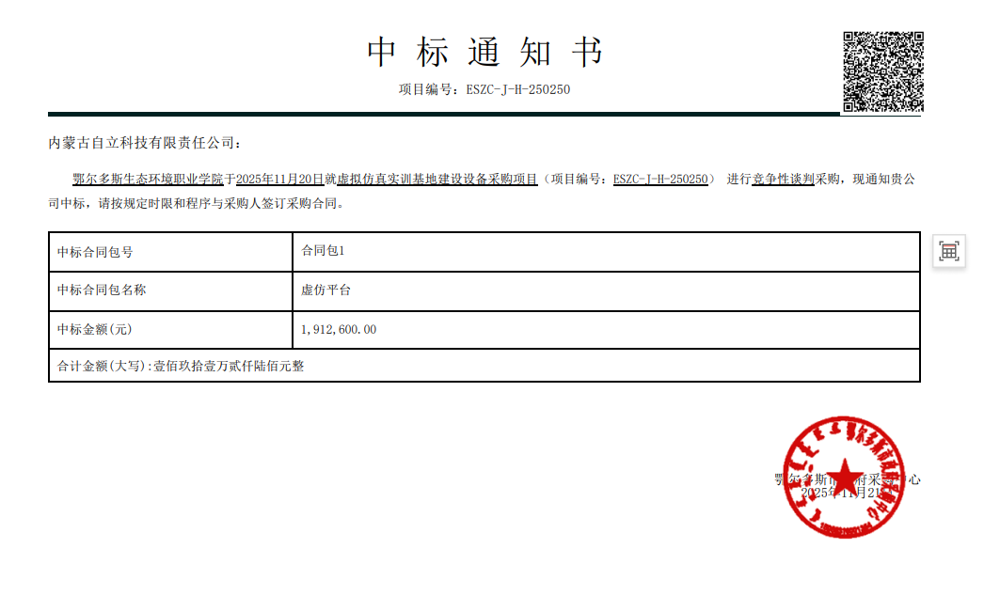 中标通知书
项目编号：ESZC-J-H-250250
内蒙古自立科技有限责任公司：
鄂尔多斯生态环境职业学院于2025年11月20日就虚拟仿真实训基地建设设备采购项目（项目编号：ESZC-J-H-250250） 进行竞争性谈判采购，现通知贵公
司中标，请按规定时限和程序与采购人签订采购合同。
中标合同包号 合同包1
中标合同包名称 虚仿平台
中标金额(元) 1,912,600.00
合计金额(大写):壹佰玖拾壹万贰仟陆佰元整
鄂尔多斯市政府采购中心
2025年11月21日